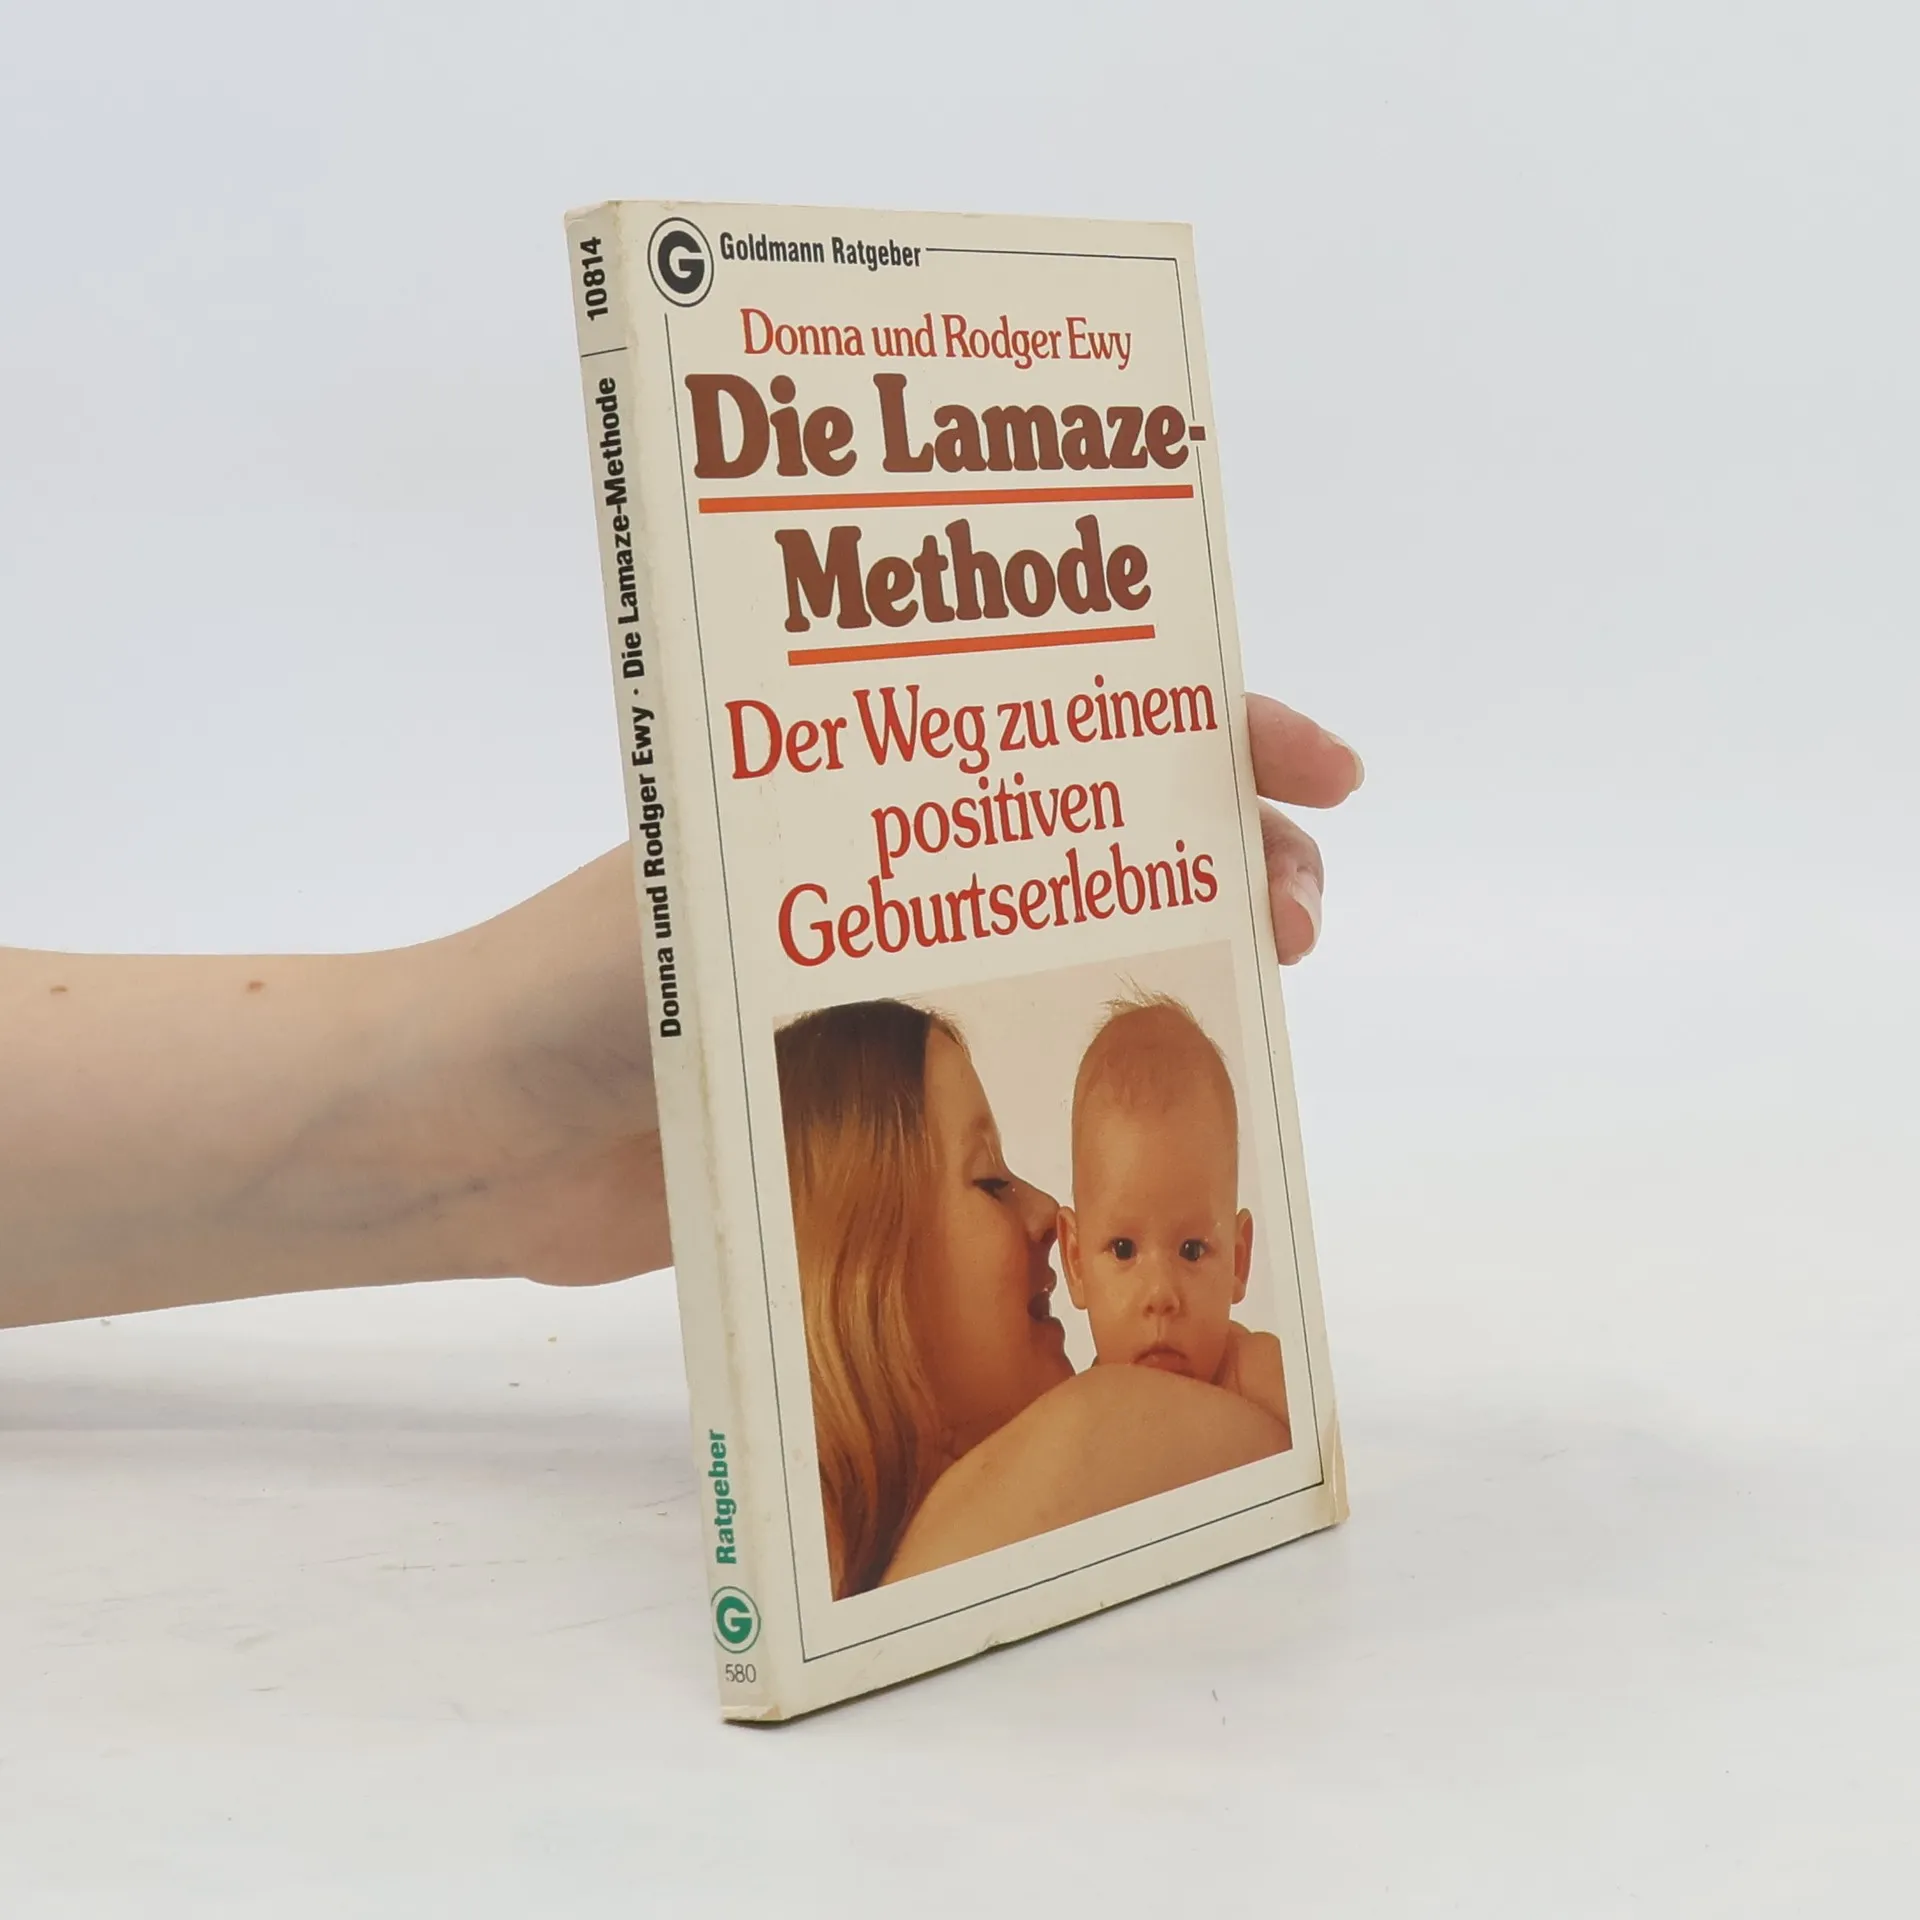 10814
Donna und Rodger Ewy · Die Lamaze-Methode
Ratgeber
G
580
G
Goldmann Ratgeber
Donna und Rodger Ewy
Die Lamaze-
Methode
Der Weg zu einem
positiven
Geburtserlebnis